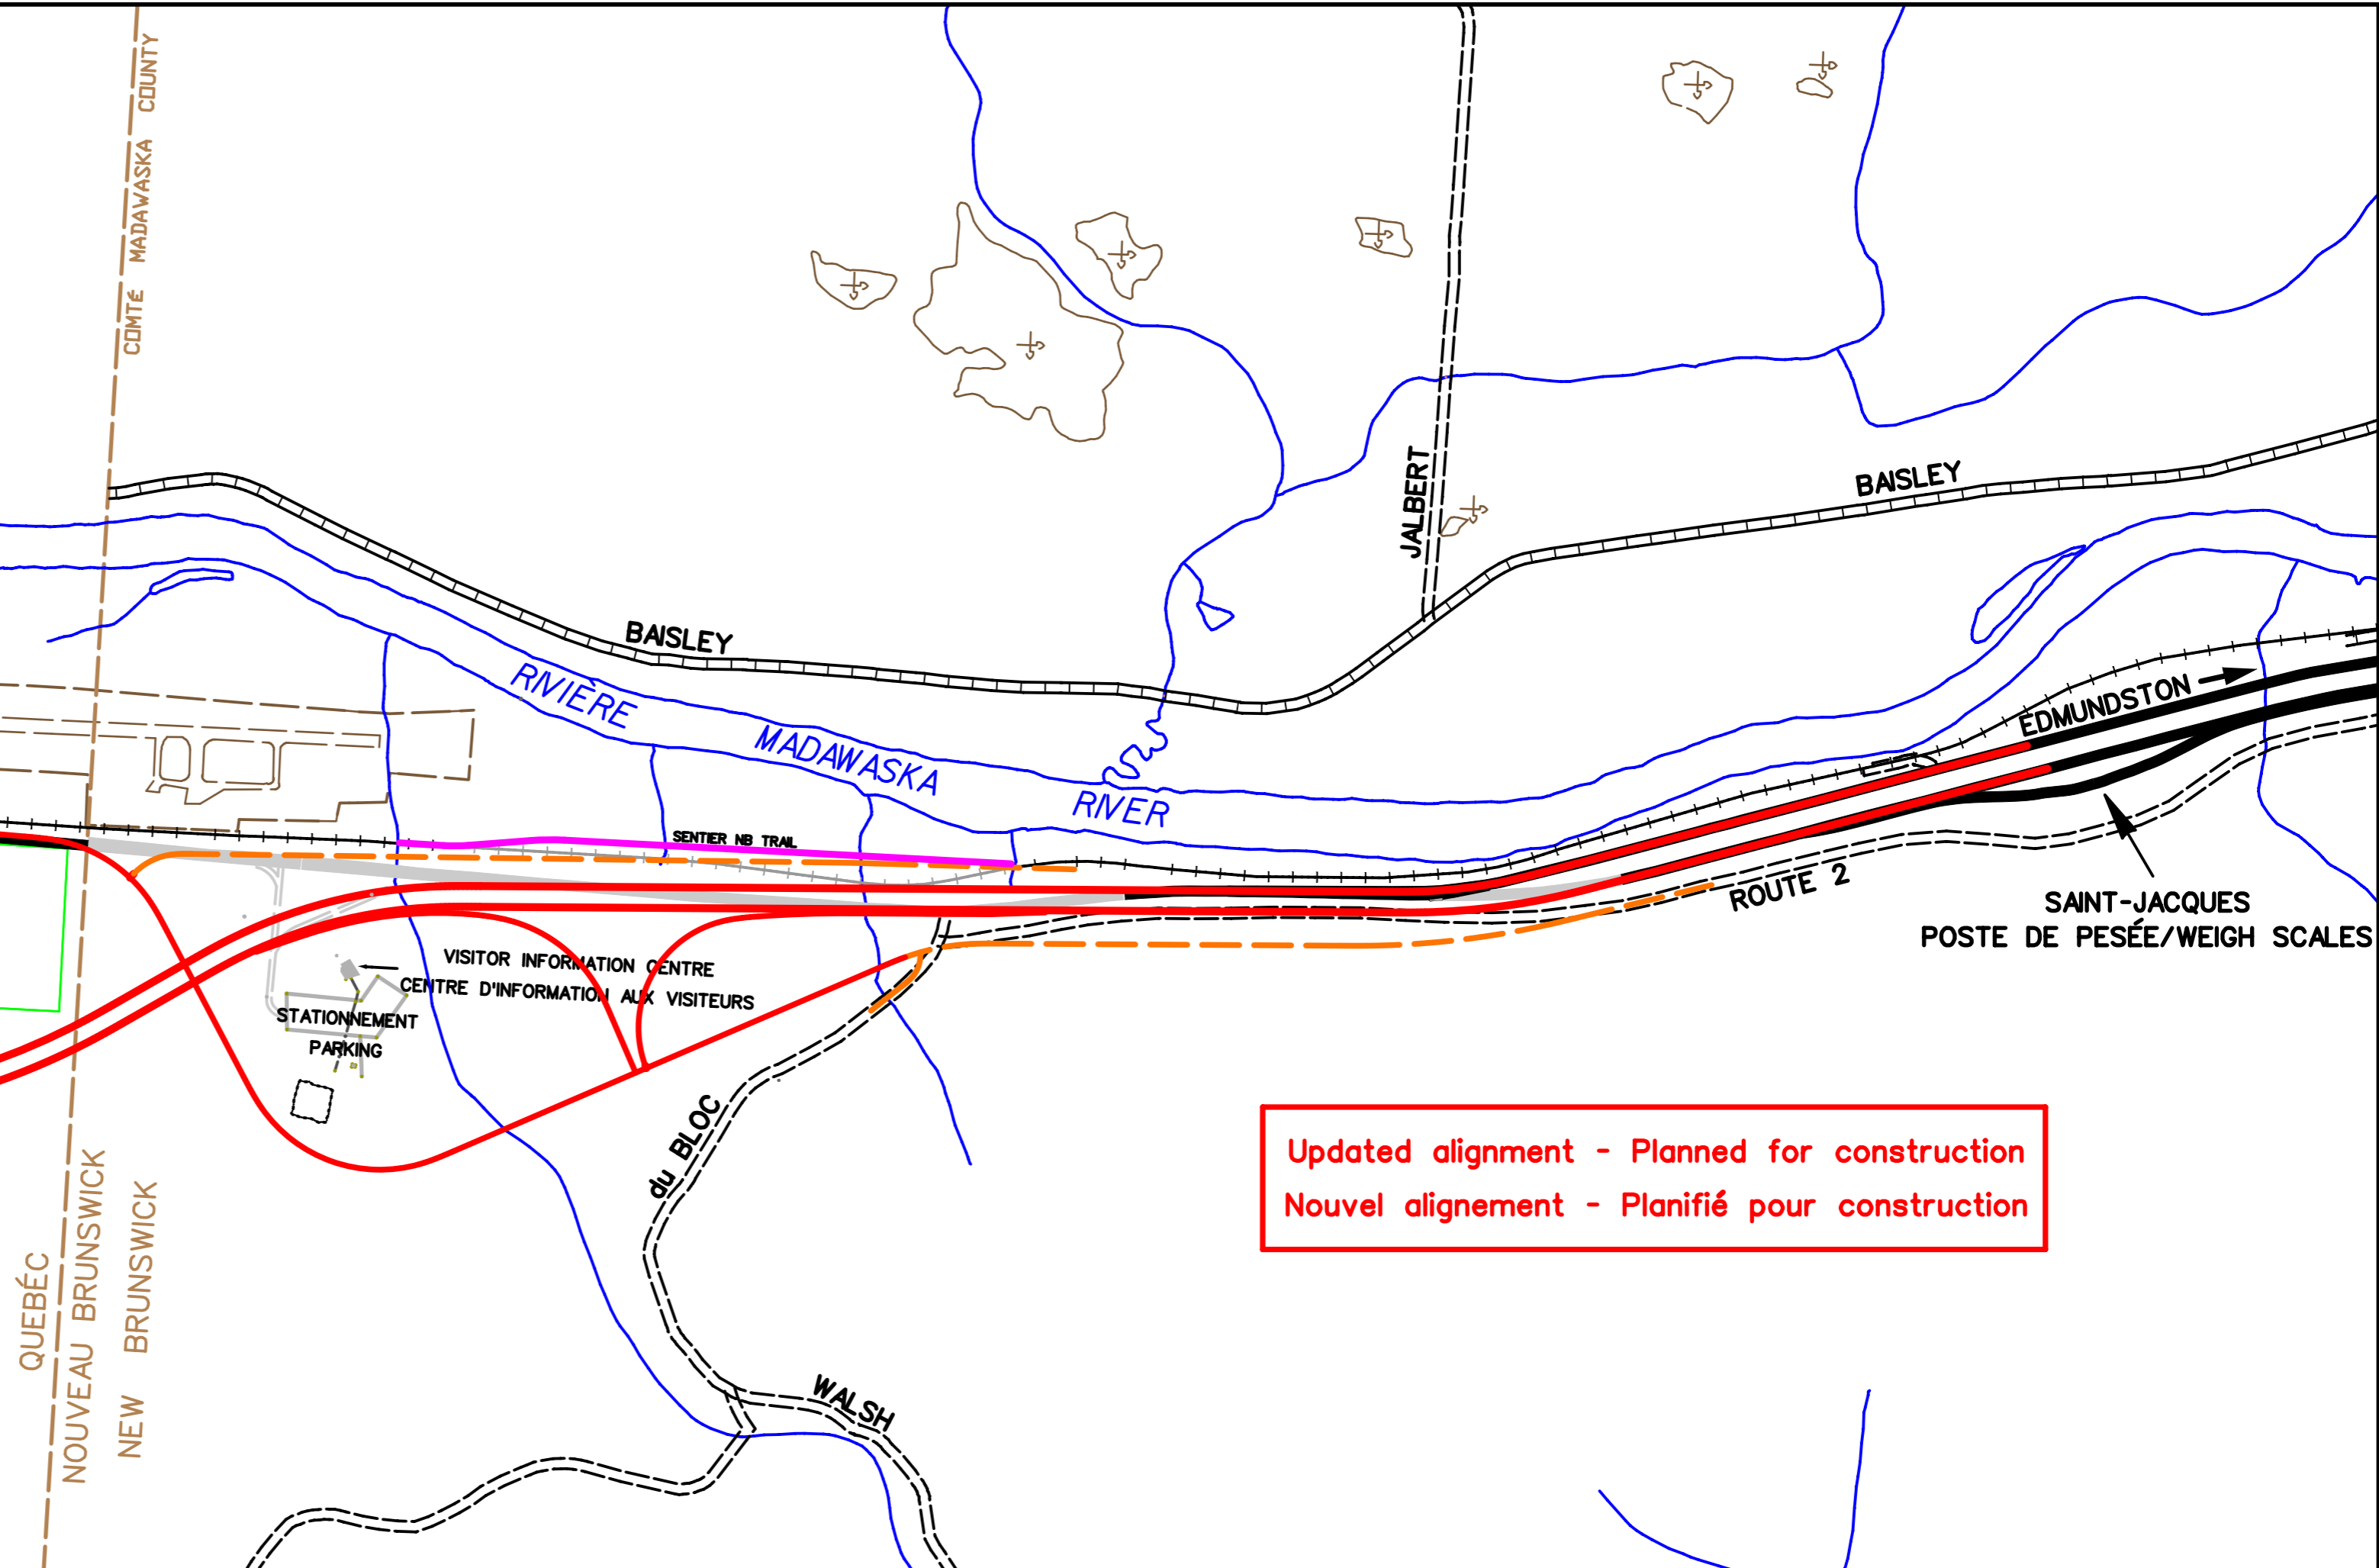 COMTÉ MADAWASKA COUNTY
JALBERT
BAISLEY
BAISLEY
RIVIÈRE
MADAWASKA
RIVER
EDMUNDSTON
SENTIER NB TRAIL
ROUTE 2
SAINT-JACQUES
POSTE DE PESÉE/WEIGH SCALES
VISITOR INFORMATION CENTRE
CENTRE D'INFORMATION AUX VISITEURS
STATIONNEMENT
PARKING
du BLOC
Updated alignment - Planned for construction
Nouvel alignement - Planifié pour construction
QUEBÉC
NOUVEAU BRUNSWICK
NEW BRUNSWICK
WALSH